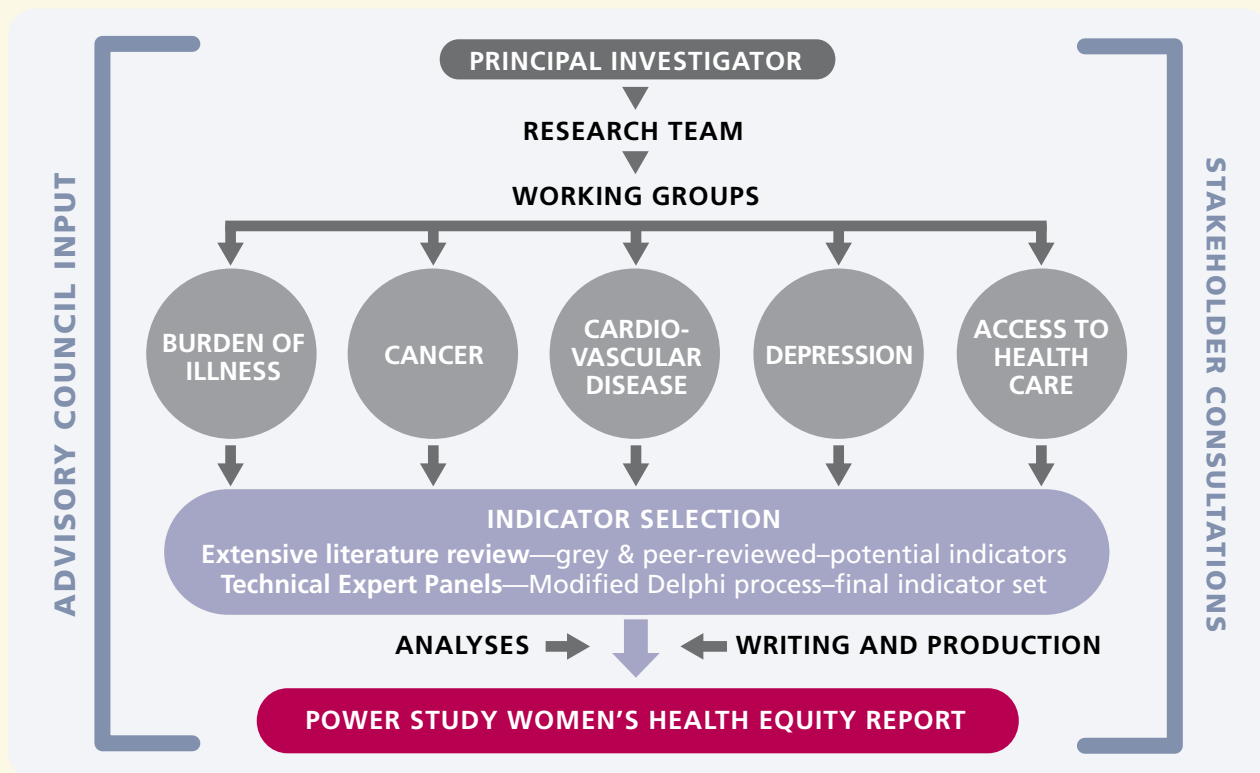 PRINCIPAL INVESTIGATOR
RESEARCH TEAM
WORKING GROUPS
ADVISORY COUNCIL INPUT
STAKEHOLDER CONSULTATIONS
BURDEN OF
ILLNESS
CANCER
CARDIO-
VASCULAR
DISEASE
DEPRESSION
ACCESS TO
HEALTH
CARE
INDICATOR SELECTION
Extensive literature review—grey & peer-reviewed–potential indicators
Technical Expert Panels—Modified Delphi process–final indicator set
ANALYSES
WRITING AND PRODUCTION
POWER STUDY WOMEN’S HEALTH EQUITY REPORT